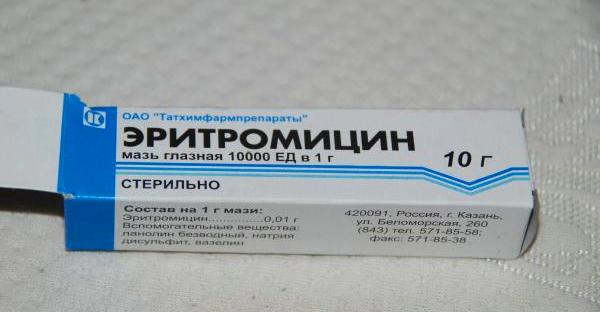 ОАО "Татхимфармпрепараты"
ЭРИТРОМИЦИН
мазь глазная 10000 ЕД в 1 г
10 г
СТЕРИЛЬНО
Состав на 1 г мази:
Эритромицин..............0,01 г
Вспомогательные вещества:
ланолин безводный, натрия
дисульфит, вазелин
420091, Россия, г. Казань,
ул. Беломорская, 260
(843) тел. 571-85-58;
факс: 571-85-38